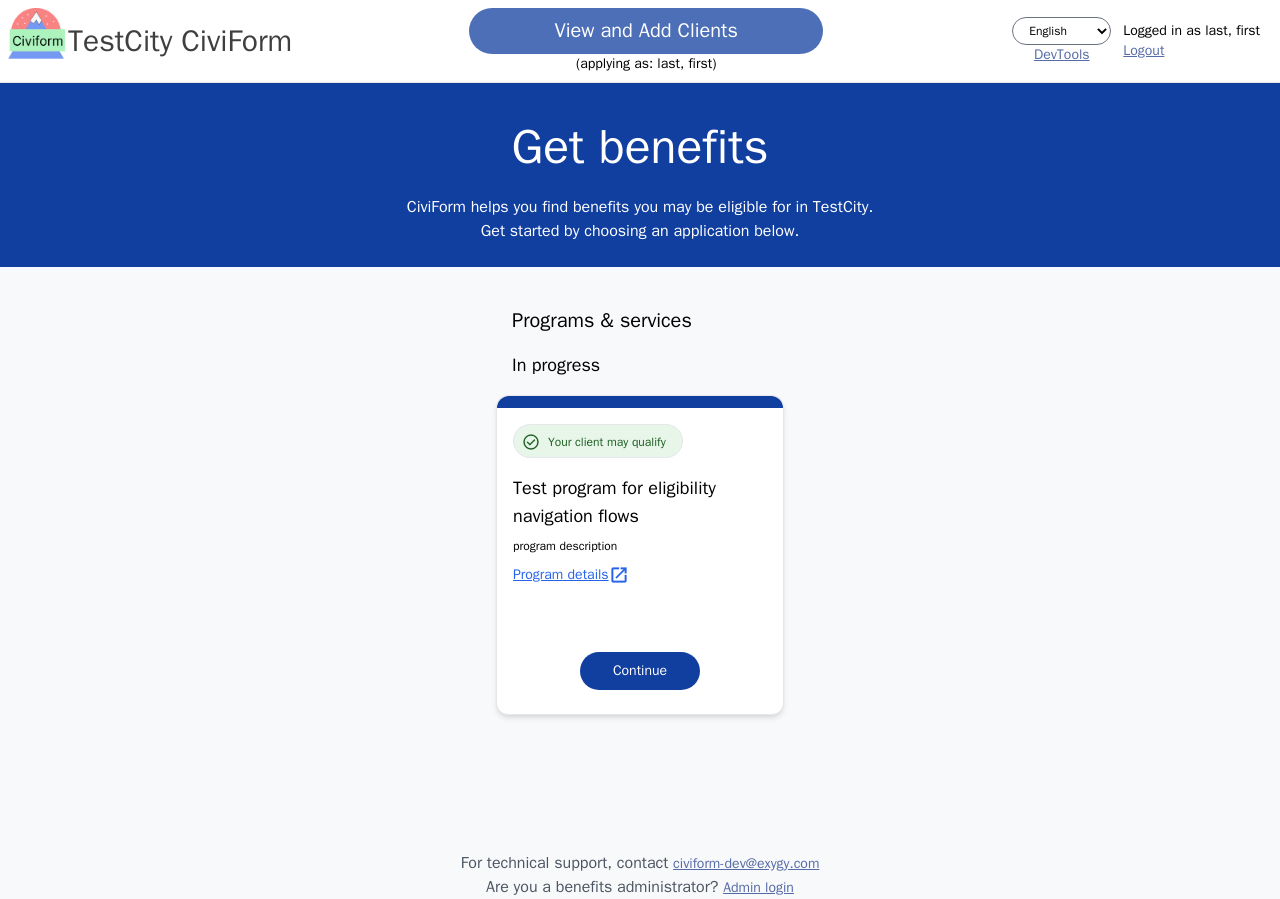 Civiform
TestCity CiviForm
View and Add Clients
(applying as: last, first)
English
DevTools
Logged in as last, first
Logout
Get benefits
CiviForm helps you find benefits you may be eligible for in TestCity.
Get started by choosing an application below.
Programs & services
In progress
Your client may qualify
Test program for eligibility
navigation flows
program description
Program details
Continue
For technical support, contact civiform-dev@exygy.com
Are you a benefits administrator? Admin login